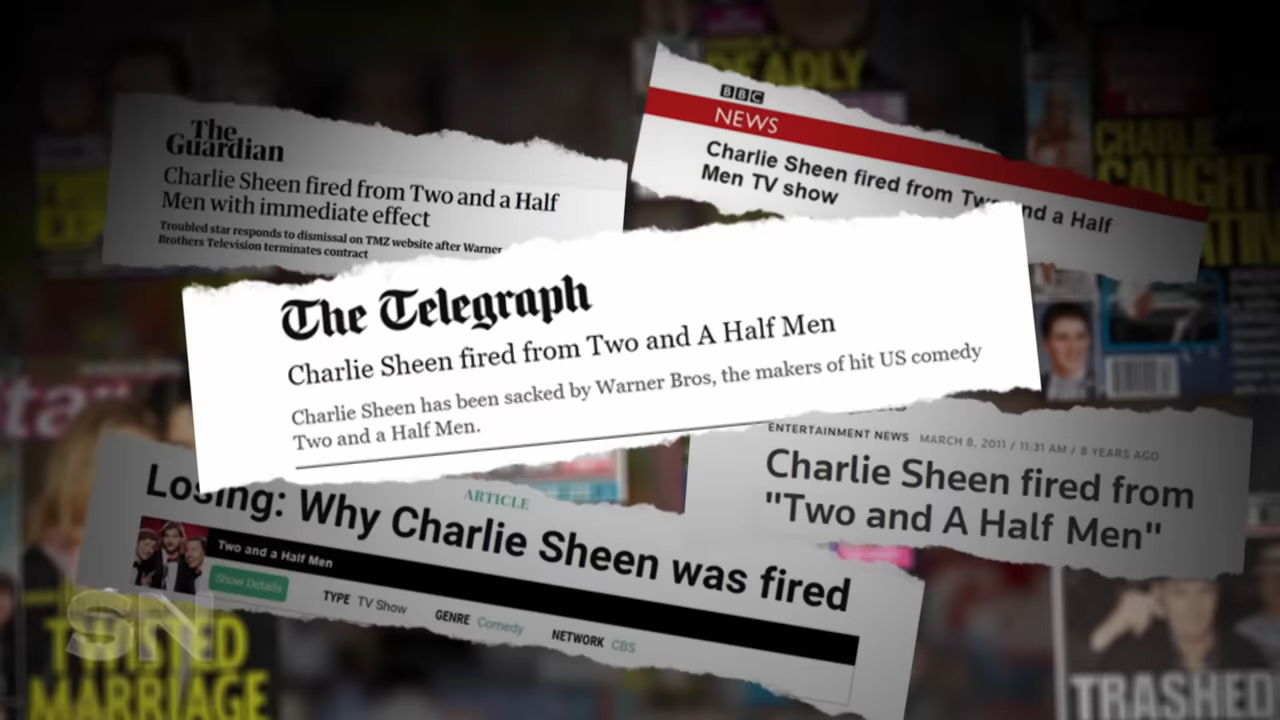 The
Guardian
Charlie Sheen fired from Two and a Half
Men with immediate effect
Troubled star responds to dismissal on TMZ website after Warner
Brothers Television terminates contract
BBC
NEWS
Charlie Sheen fired from Two and a Half
Men TV show
The Telegraph
Charlie Sheen fired from Two and A Half Men
Charlie Sheen has been sacked by Warner Bros, the makers of hit US comedy
Two and a Half Men.
ENTERTAINMENT NEWS MARCH 8, 2011 / 11:31 AM / 8 YEARS AGO
Charlie Sheen fired from
"Two and A Half Men"
ARTICLE
Losing: Why Charlie Sheen was fired
Two and a Half Men
Show Details
TYPE TV Show GENRE Comedy NETWORK CBS
CHARLIE
CAUGHT
SN
TWISTED
MARRIAGE
TRASHED